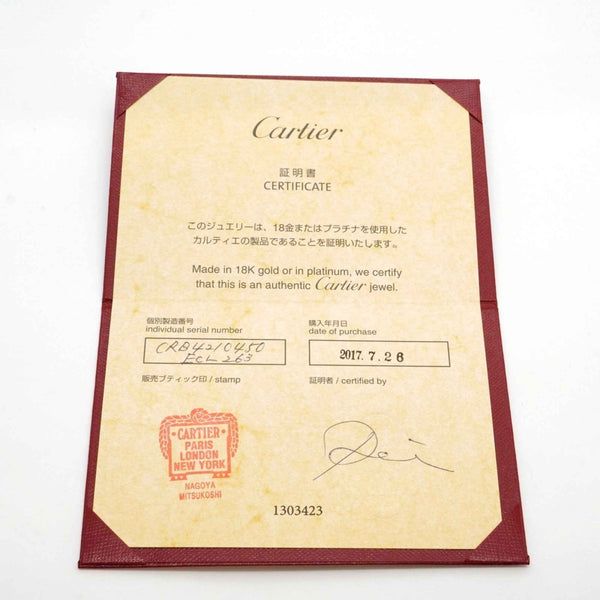 Cartier
証明書
CERTIFICATE
このジュエリーは、18金またはプラチナを使用した
カルティエの製品であることを証明いたします。
Made in 18K gold or in platinum, we certify
that this is an authentic Cartier jewel.
個別製造番号
individual serial number
CRB4210450
ECL263
購入年月日
date of purchase
2017.7.26
販売ブティック印 / stamp
証明者 / certified by
CARTIER
PARIS
LONDON
NEW YORK
NAGOYA
MITSUKOSHI
1303423